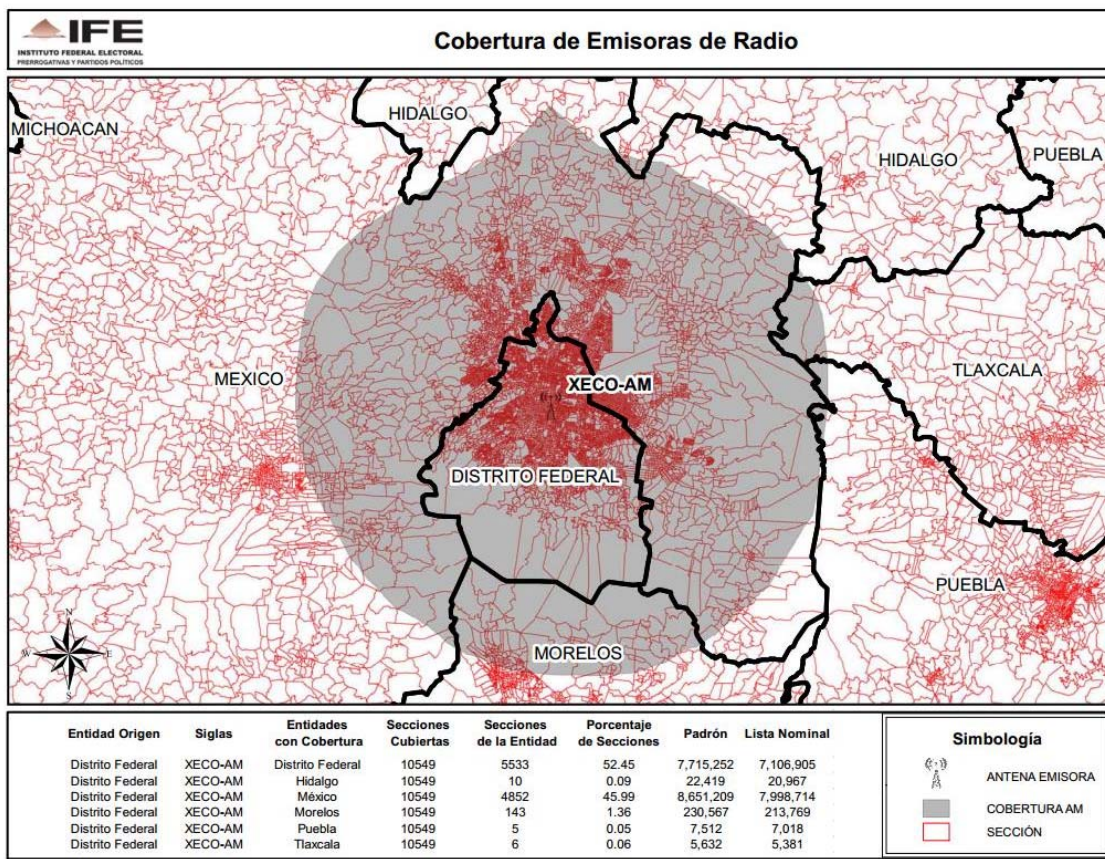 IFE
INSTITUTO FEDERAL ELECTORAL
PRERROGATIVAS Y PARTIDOS POLÍTICOS
Cobertura de Emisoras de Radio
MICHOACAN
HIDALGO
HIDALGO
PUEBLA
MEXICO
XECO-AM
TLAXCALA
DISTRITO FEDERAL
PUEBLA
MORELOS
N
W
E
S
Entidad Origen Siglas Entidades con Cobertura Secciones Cubiertas Secciones de la Entidad Porcentaje de Secciones Padrón Lista Nominal
Distrito Federal XECO-AM Distrito Federal 10549 5533 52.45 7,715,252 7,106,905
Distrito Federal XECO-AM Hidalgo 10549 10 0.09 22,419 20,967
Distrito Federal XECO-AM México 10549 4852 45.99 8,651,209 7,998,714
Distrito Federal XECO-AM Morelos 10549 143 1.36 230,567 213,769
Distrito Federal XECO-AM Puebla 10549 5 0.05 7,512 7,018
Distrito Federal XECO-AM Tlaxcala 10549 6 0.06 5,632 5,381
Simbología
ANTENA EMISORA
COBERTURA AM
SECCIÓN